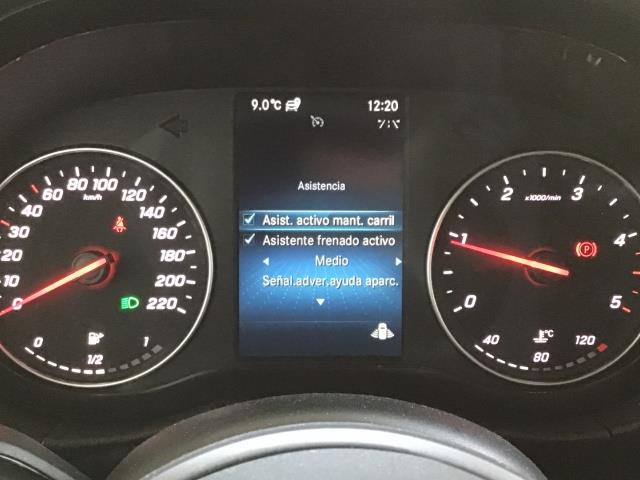 9.0°C 12:20
Asistencia
Asist. activo mant. carril
Asistente frenado activo
Medio
Señal.adver.ayuda aparc.
30 40 60 80 100 120 140 160 180 200 220
km/h
0 1/2 1
0 1 2 3 4 5
x1000/min
P
40 80 120
°C